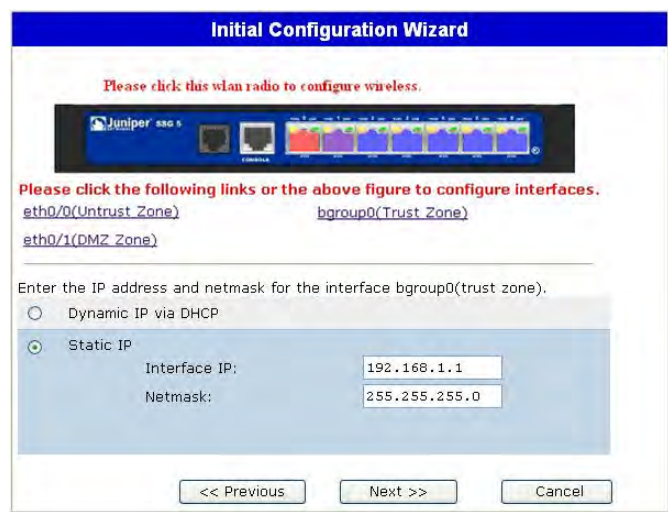 Initial Configuration Wizard
Please click this wlan radio to configure wireless.
Juniper SSG 5
CONSOLE
Please click the following links or the above figure to configure interfaces.
eth0/0(Untrust Zone) bgroup0(Trust Zone)
eth0/1(DMZ Zone)
Enter the IP address and netmask for the interface bgroup0(trust zone).
Dynamic IP via DHCP
Static IP
Interface IP: 192.168.1.1
Netmask: 255.255.255.0
<< Previous Next >> Cancel